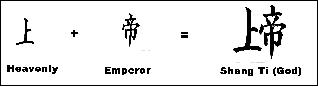 上 + 帝 = 上帝
Heavenly Emperor Shang Ti (God)